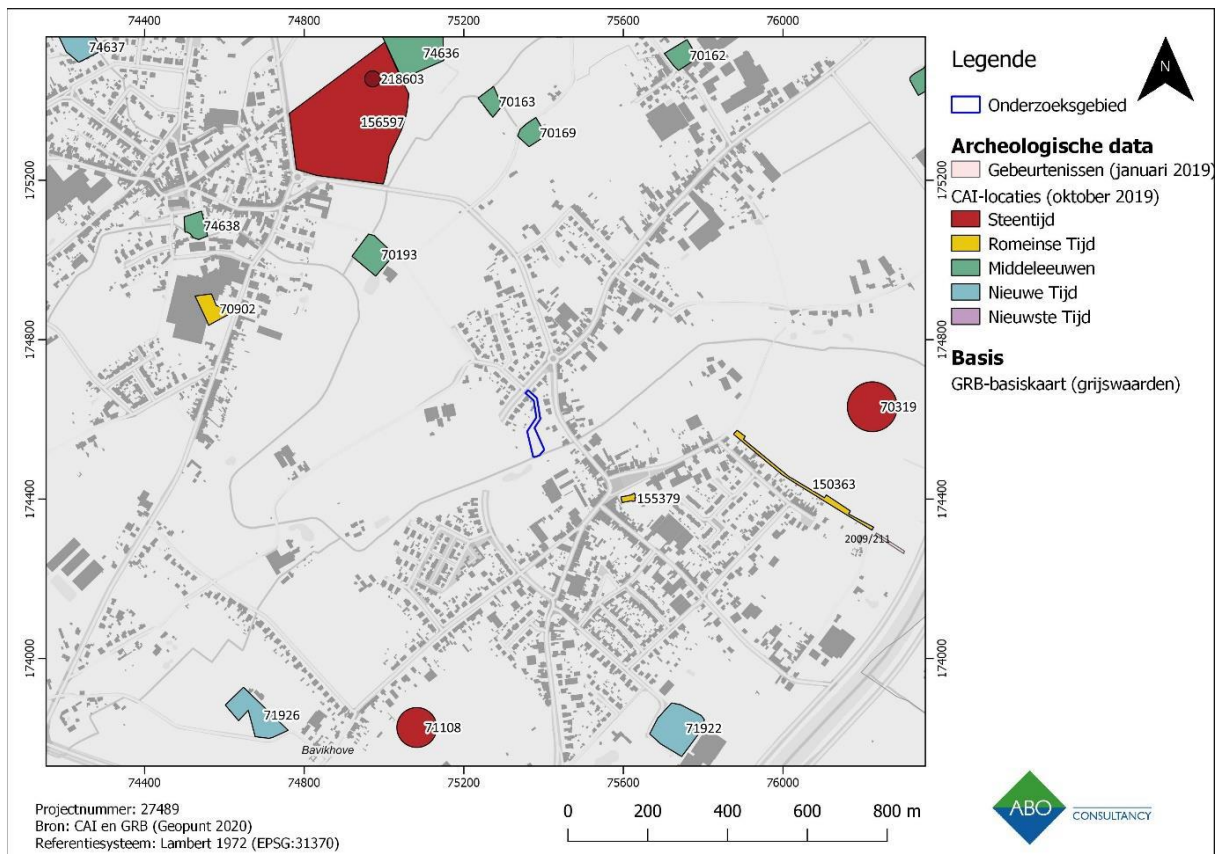 74400 74800 75200 75600 76000
74637
74636
70162
218603
70163
156597
70169
175200
175200
74638
70193
70902
174800
174800
70319
150363
155379
174400
174400
2009/211
174000
174000
71926
71108
71922
Bavikhove
74400 74800 75200 75600 76000
Legende
N
Onderzoeksgebied
Archeologische data
Gebeurtenissen (januari 2019)
CAI-locaties (oktober 2019)
Steentijd
Romeinse Tijd
Middeleeuwen
Nieuwe Tijd
Nieuwste Tijd
Basis
GRB-basiskaart (grijswaarden)
Projectnummer: 27489
Bron: CAI en GRB (Geopunt 2020)
Referentiesysteem: Lambert 1972 (EPSG:31370)
0 200 400 600 800 m
ABO CONSULTANCY